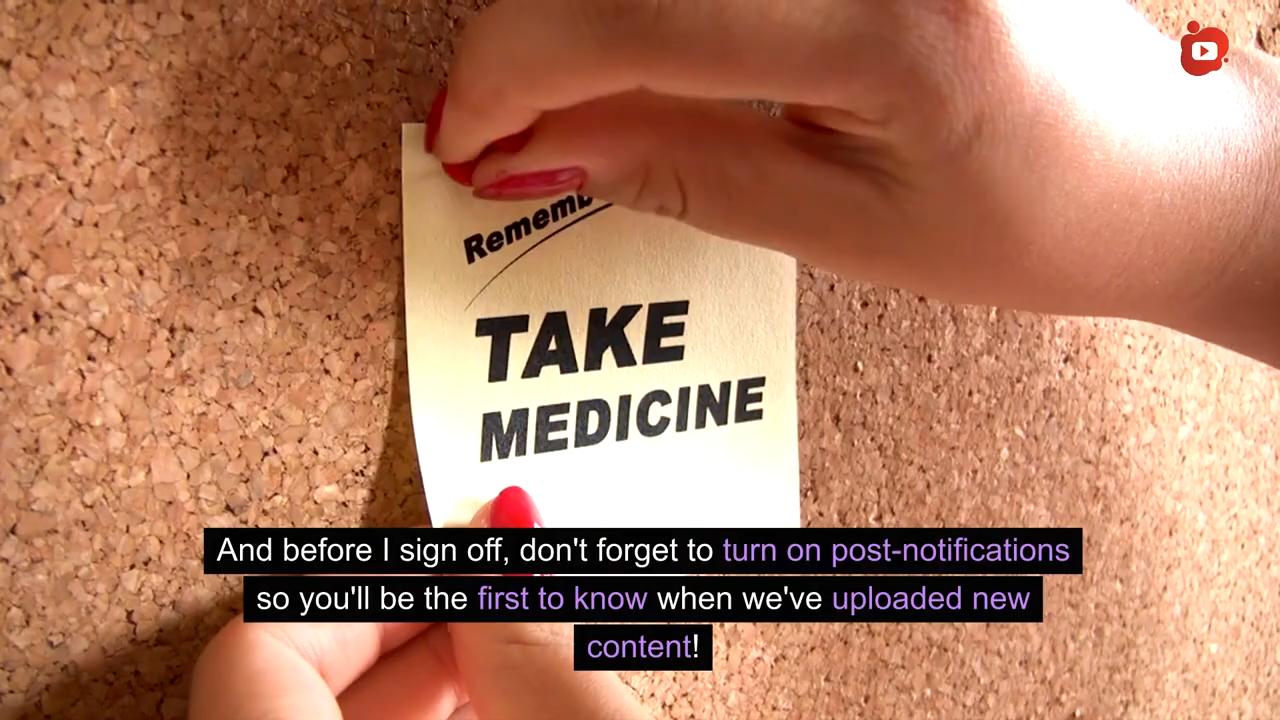 TAKE
MEDICINE
And before I sign off, don't forget to turn on post-notifications
so you'll be the first to know when we've uploaded new
content!